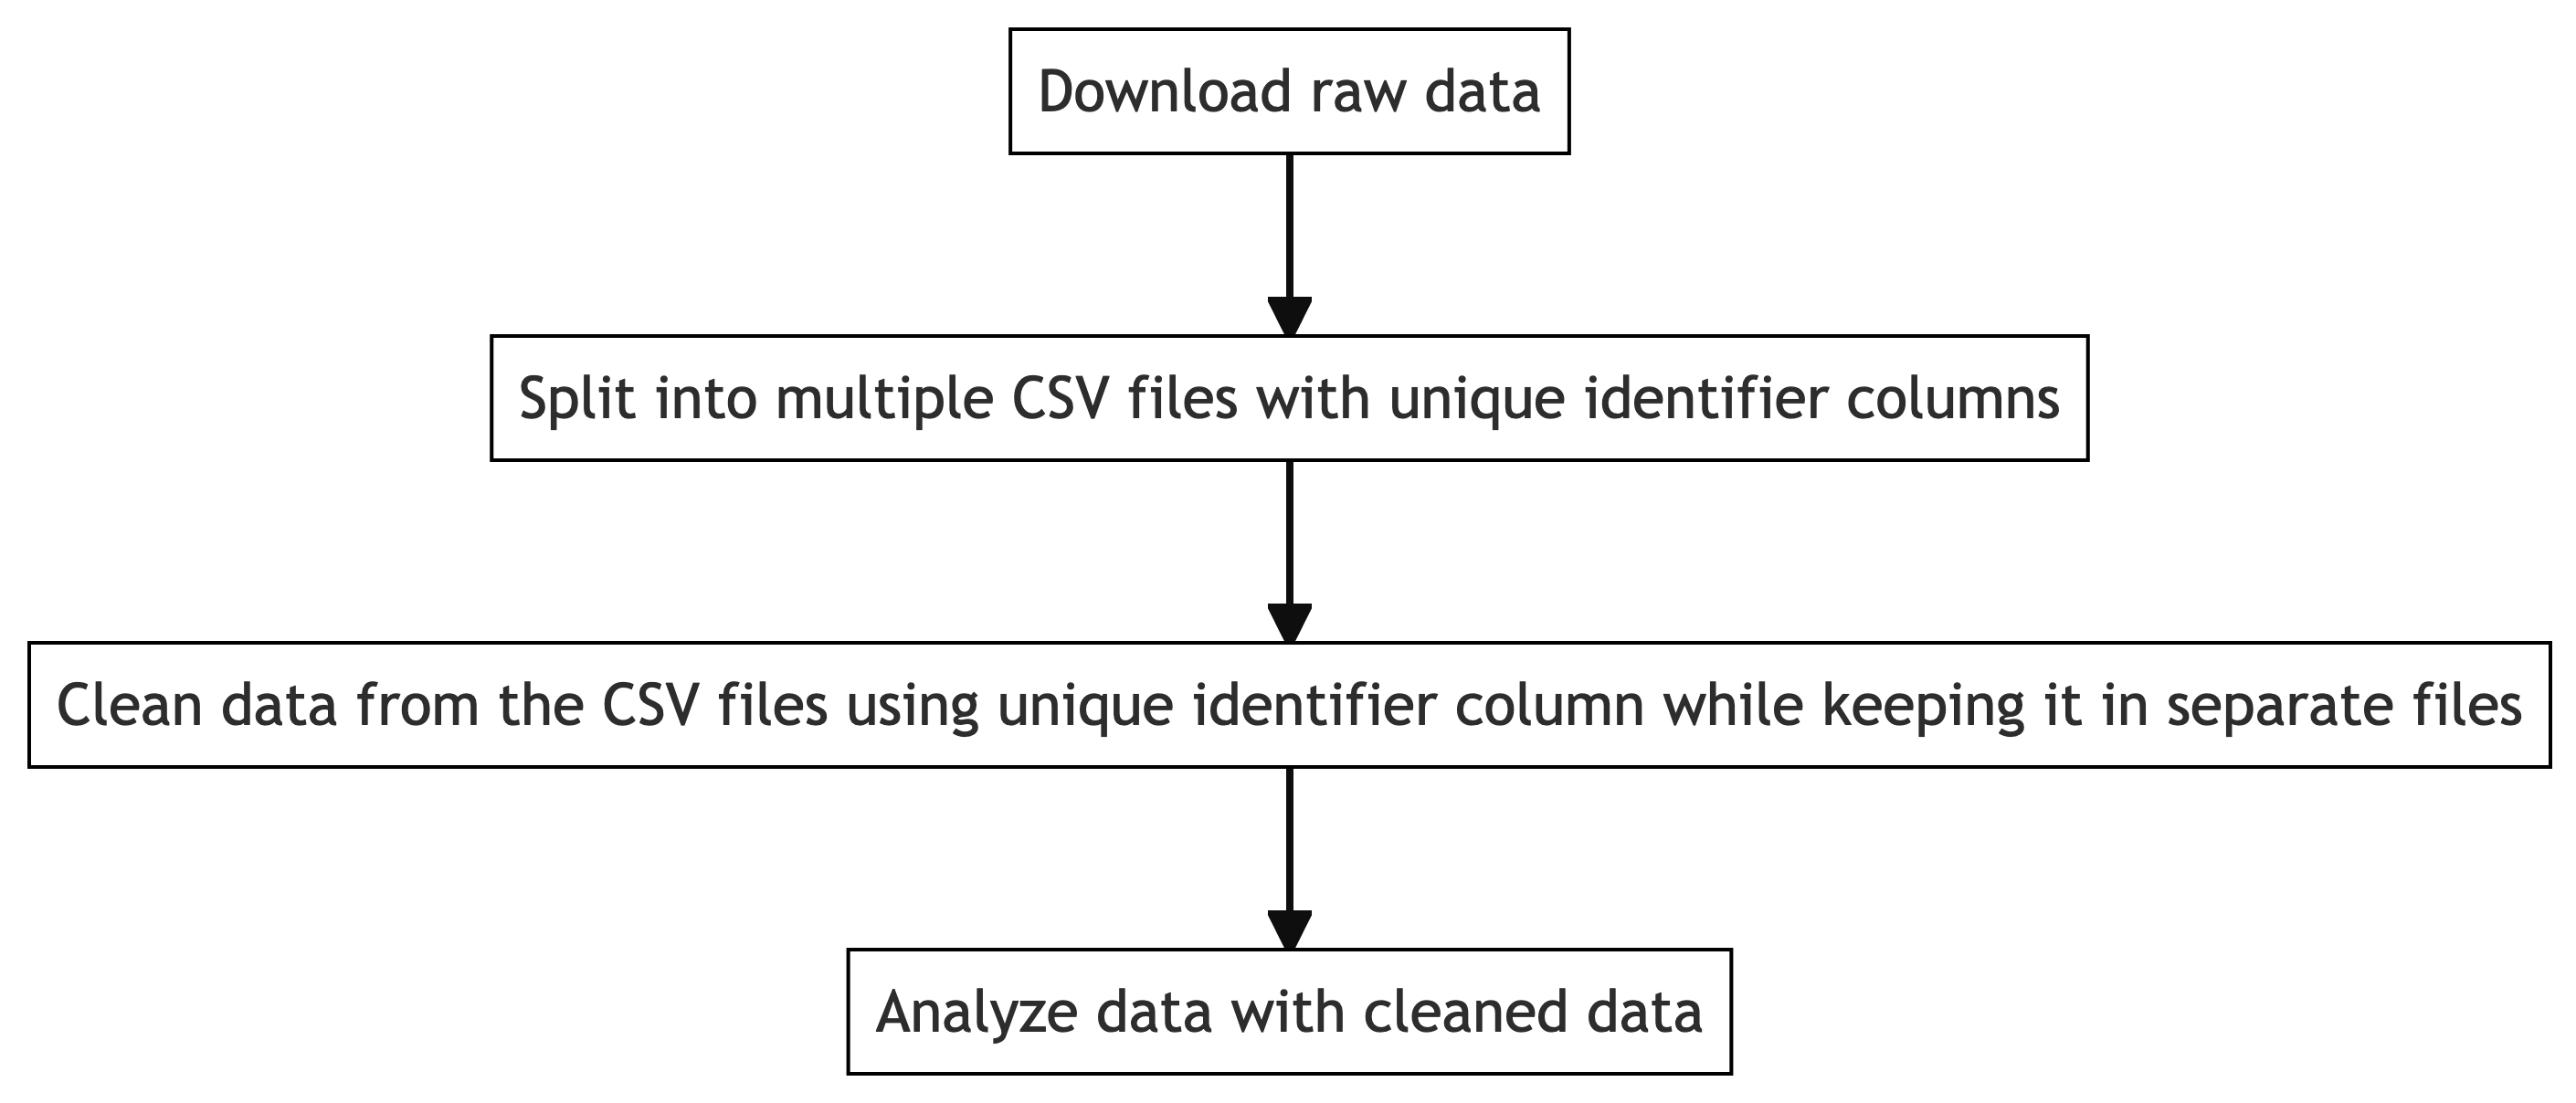 Download raw data
Split into multiple CSV files with unique identifier columns
Clean data from the CSV files using unique identifier column while keeping it in separate files
Analyze data with cleaned data